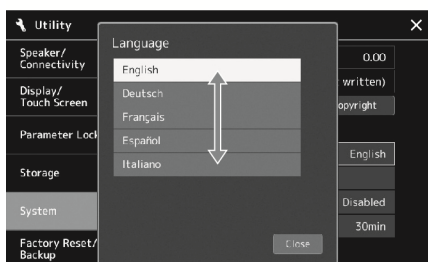 Utility
×
Speaker/
Connectivity
Display/
Touch Screen
Parameter Lock
Storage
System
Factory Reset/
Backup
Language
English
Deutsch
Français
Español
Italiano
Close
0.00
written)
opyright
English
Disabled
30min